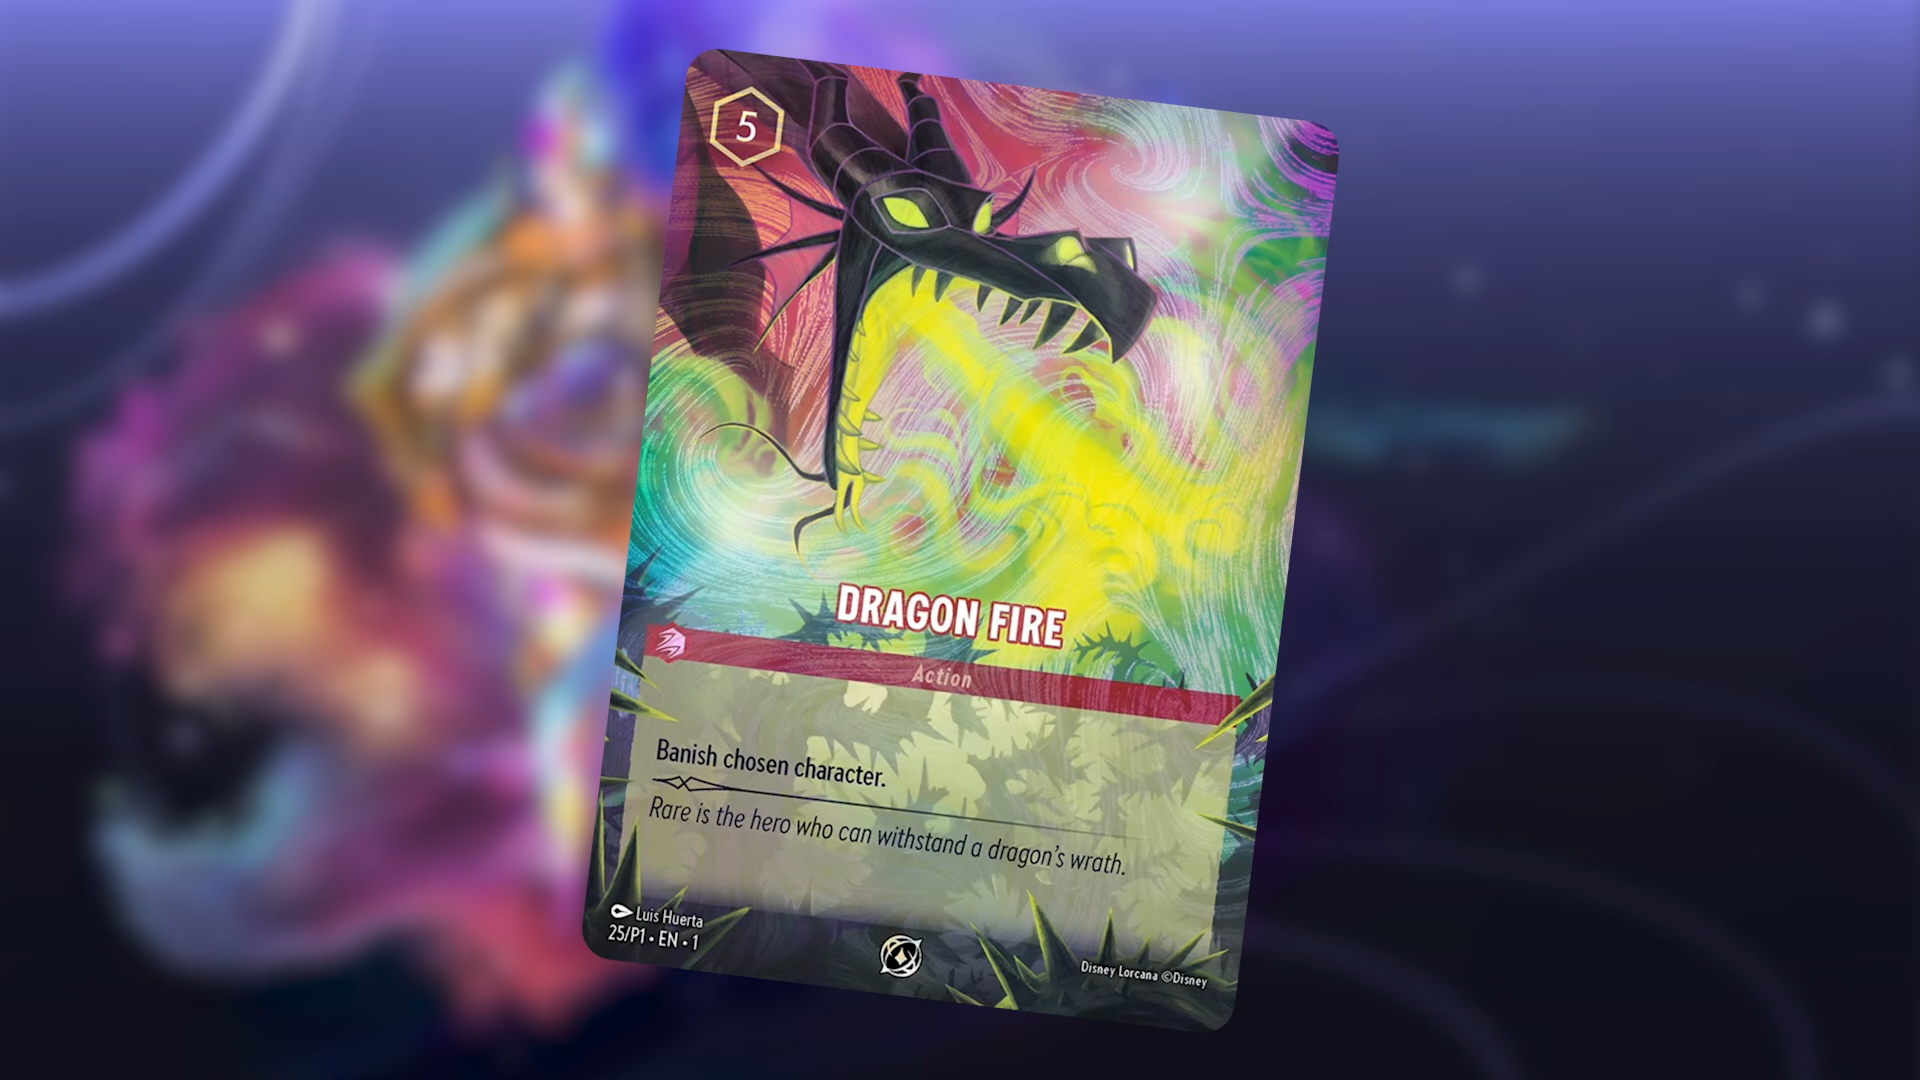 5
DRAGON FIRE
Action
Banish chosen character.
Rare is the hero who can withstand a dragon's wrath.
Luis Huerta
25/P1 • EN • 1
Disney Lorcana ©Disney